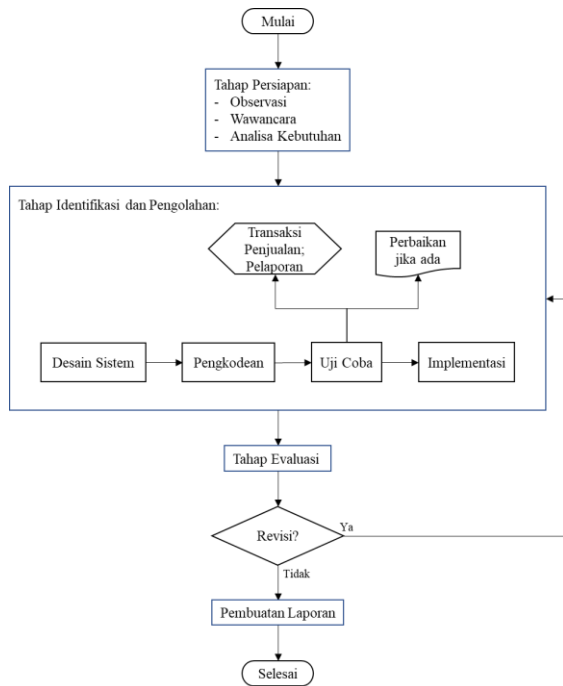 Mulai
Tahap Persiapan:
- Observasi
- Wawancara
- Analisa Kebutuhan
Tahap Identifikasi dan Pengolahan:
Transaksi
Penjualan;
Pelaporan
Perbaikan
jika ada
Desain Sistem
Pengkodean
Uji Coba
Implementasi
Tahap Evaluasi
Revisi?
Ya
Tidak
Pembuatan Laporan
Selesai